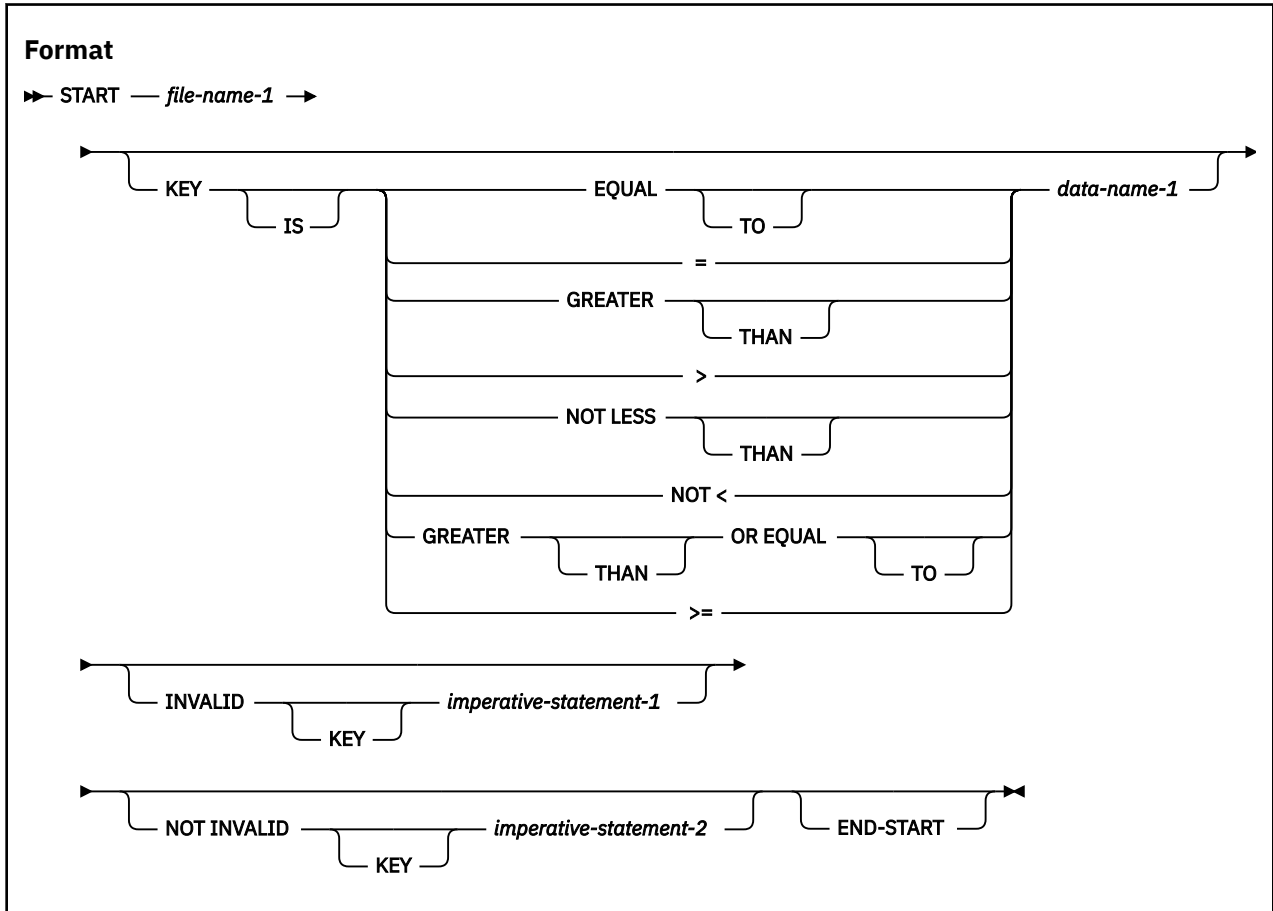 Format
START file-name-1
KEY EQUAL data-name-1
IS TO
=
GREATER
THAN
>
NOT LESS
THAN
NOT <
GREATER OR EQUAL
THAN TO
>=
INVALID imperative-statement-1
KEY
NOT INVALID imperative-statement-2 END-START
KEY